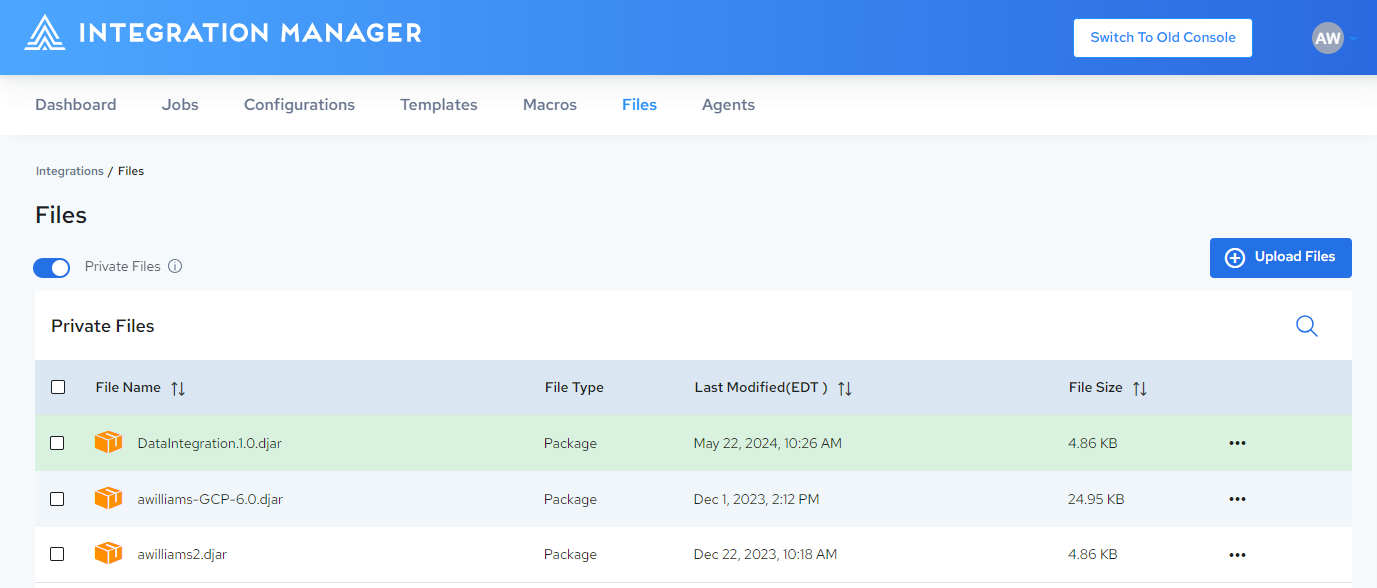 INTEGRATION MANAGER
Switch To Old Console
AW
Dashboard Jobs Configurations Templates Macros Files Agents
Integrations / Files
Files
Private Files
Upload Files
Private Files
File Name File Type Last Modified(EDT ) File Size
DataIntegration.1.0.djar Package May 22, 2024, 10:26 AM 4.86 KB
awilliams-GCP-6.0.djar Package Dec 1, 2023, 2:12 PM 24.95 KB
awilliams2.djar Package Dec 22, 2023, 10:18 AM 4.86 KB